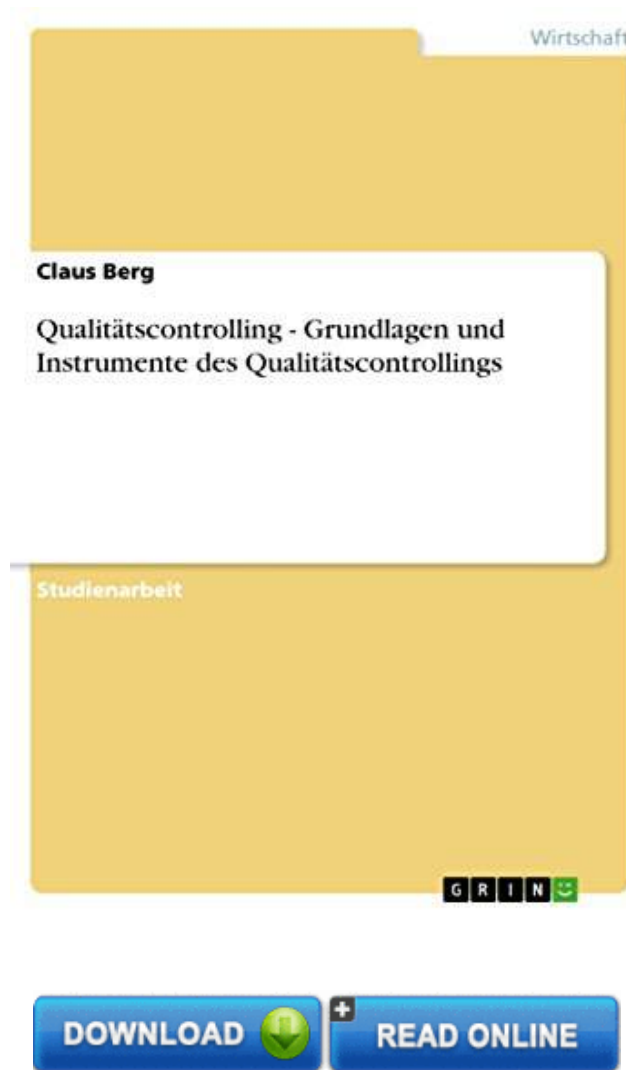 Wirtschaft
Claus Berg
Qualitätscontrolling - Grundlagen und
Instrumente des Qualitätscontrollings
Studienarbeit
GRIN
DOWNLOAD
READ ONLINE